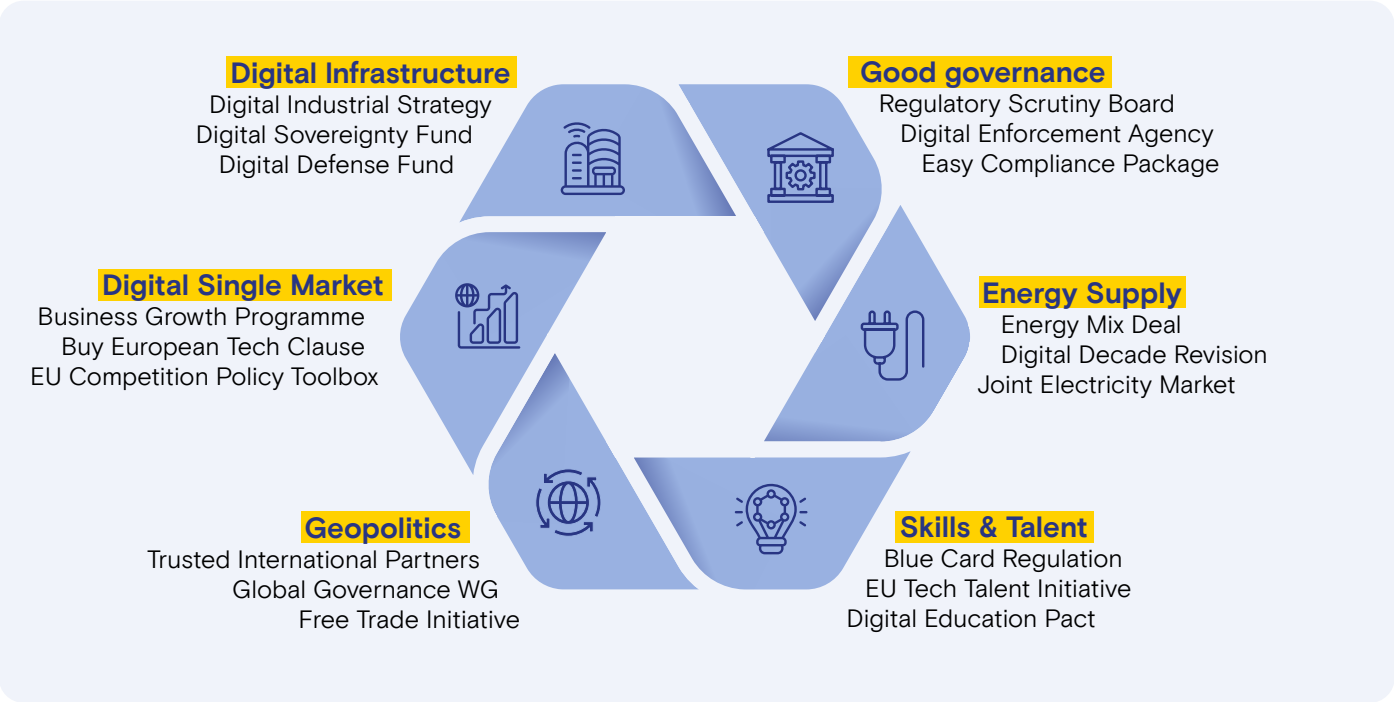 Digital Infrastructure
Digital Industrial Strategy
Digital Sovereignty Fund
Digital Defense Fund
Good governance
Regulatory Scrutiny Board
Digital Enforcement Agency
Easy Compliance Package
Digital Single Market
Business Growth Programme
Buy European Tech Clause
EU Competition Policy Toolbox
Energy Supply
Energy Mix Deal
Digital Decade Revision
Joint Electricity Market
Geopolitics
Trusted International Partners
Global Governance WG
Free Trade Initiative
Skills & Talent
Blue Card Regulation
EU Tech Talent Initiative
Digital Education Pact